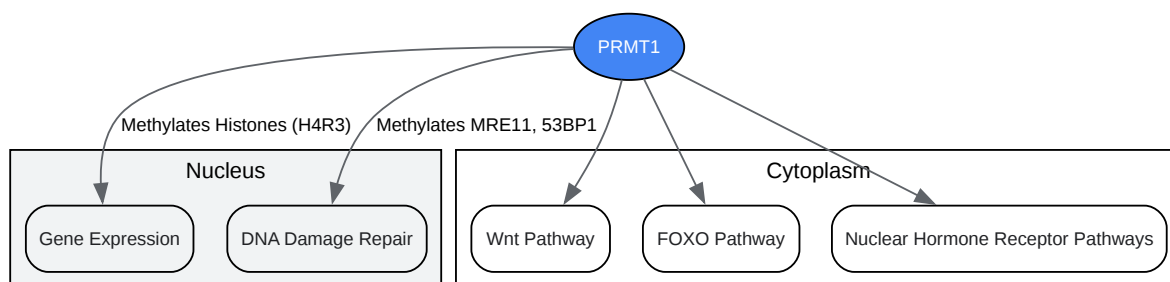 PRMT1
Methylates Histones (H4R3)
Methylates MRE11, 53BP1
Nucleus
Cytoplasm
Gene Expression
DNA Damage Repair
Wnt Pathway
FOXO Pathway
Nuclear Hormone Receptor Pathways